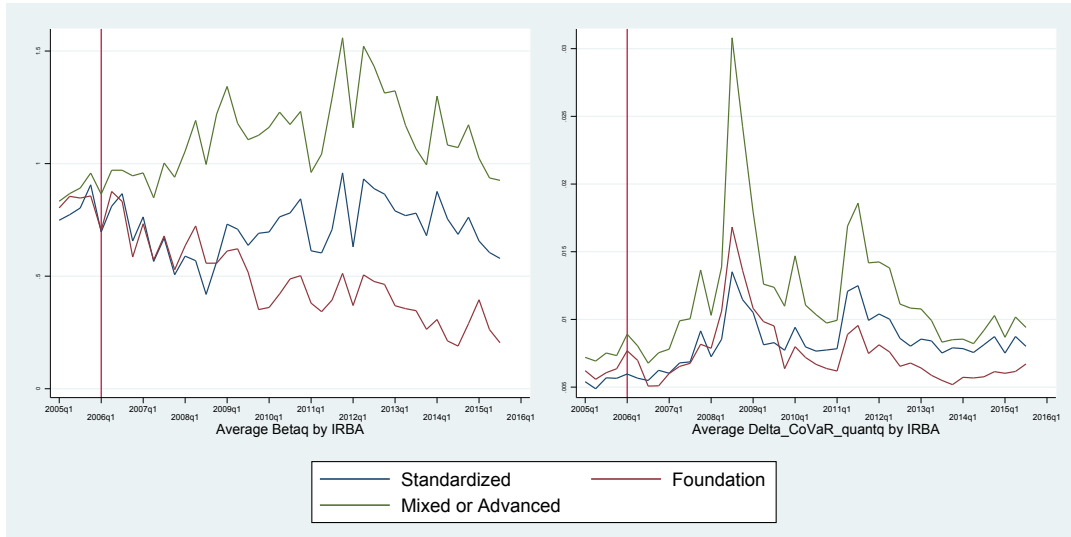 1.5
1
.5
0
2005q1 2006q1 2007q1 2008q1 2009q1 2010q1 2011q1 2012q1 2013q1 2014q1 2015q1 2016q1
Average Betaq by IRBA
.03
.025
.02
.015
.01
.005
2005q1 2006q1 2007q1 2008q1 2009q1 2010q1 2011q1 2012q1 2013q1 2014q1 2015q1 2016q1
Average Delta_CoVaR_quantq by IRBA
Standardized Foundation
Mixed or Advanced